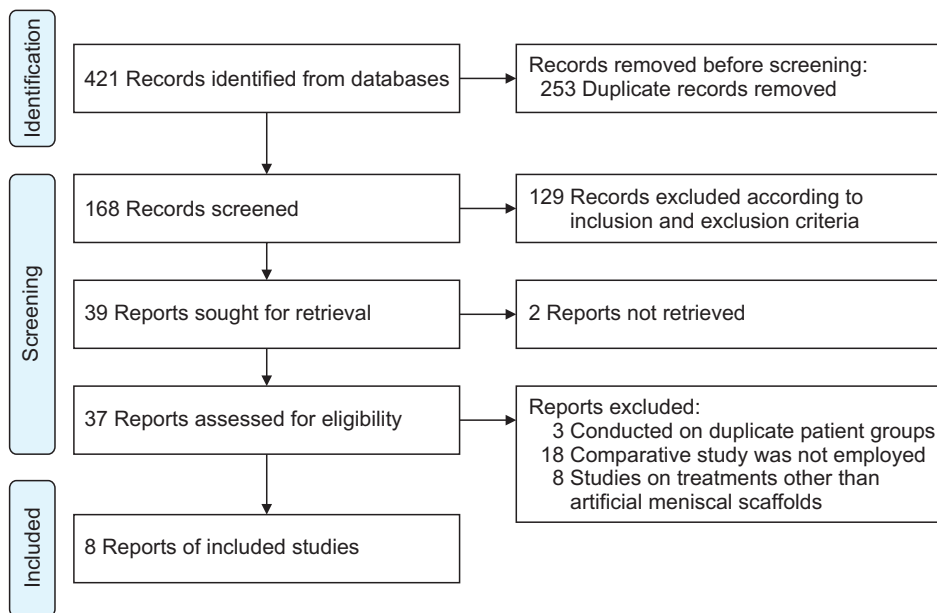 Identification
421 Records identified from databases
Records removed before screening:
253 Duplicate records removed
Screening
168 Records screened
129 Records excluded according to
inclusion and exclusion criteria
39 Reports sought for retrieval
2 Reports not retrieved
37 Reports assessed for eligibility
Reports excluded:
3 Conducted on duplicate patient groups
18 Comparative study was not employed
8 Studies on treatments other than
artificial meniscal scaffolds
Included
8 Reports of included studies